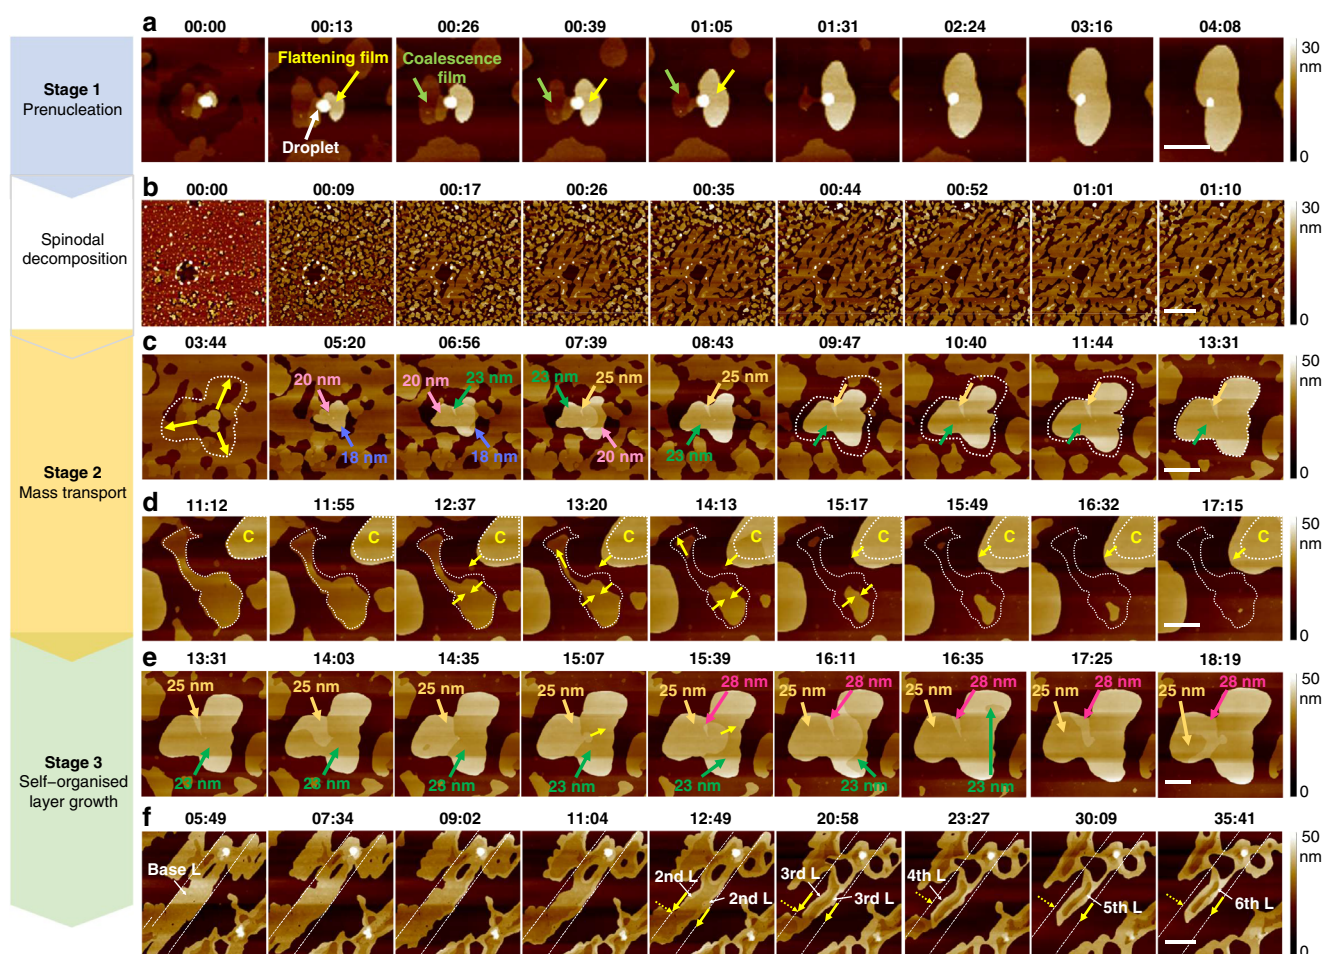 a
00:00 00:13 00:26 00:39 01:05 01:31 02:24 03:16 04:08
30
nm
0
Stage 1
Prenucleation
Flattening film
Droplet
Coalescence
film
b
00:00 00:09 00:17 00:26 00:35 00:44 00:52 01:01 01:10
30
nm
0
Spinodal
decomposition
c
03:44 05:20 06:56 07:39 08:43 09:47 10:40 11:44 13:31
50
nm
0
20 nm
18 nm
20 nm 23 nm
18 nm
23 nm 25 nm
20 nm
25 nm
23 nm
Stage 2
Mass transport
d
11:12 11:55 12:37 13:20 14:13 15:17 15:49 16:32 17:15
50
nm
0
C C C C C C C C C
e
13:31 14:03 14:35 15:07 15:39 16:11 16:35 17:25 18:19
50
nm
0
25 nm
23 nm
25 nm
23 nm
25 nm
23 nm
25 nm
23 nm
25 nm 28 nm
23 nm
25 nm 28 nm
23 nm
25 nm 28 nm
23 nm
25 nm 28 nm
25 nm 28 nm
Stage 3
Self–organised
layer growth
f
05:49 07:34 09:02 11:04 12:49 20:58 23:27 30:09 35:41
50
nm
0
Base L
2nd L
2nd L
3rd L
3rd L
4th L
5th L
6th L